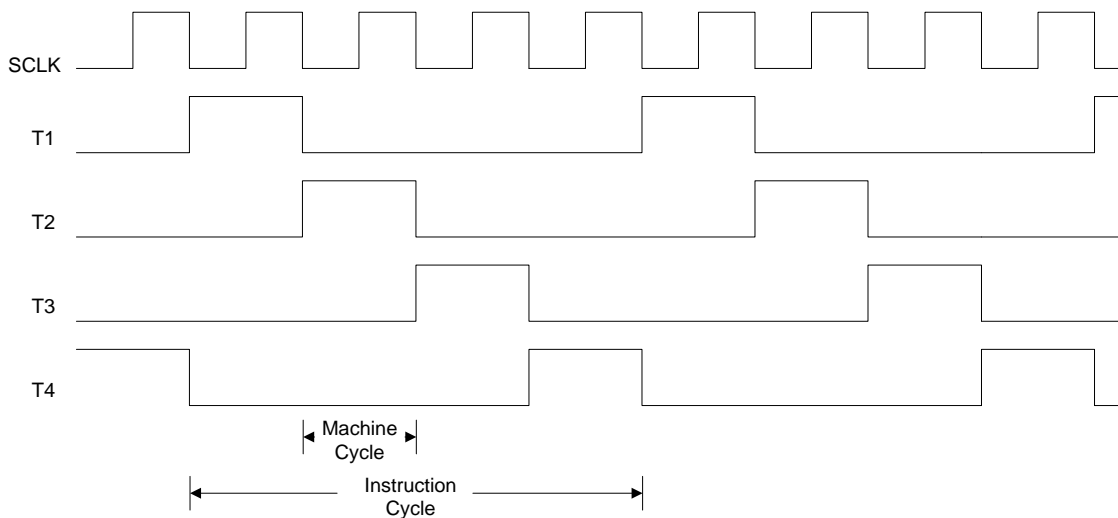 SCLK
T1
T2
T3
T4
Machine
Cycle
Instruction
Cycle